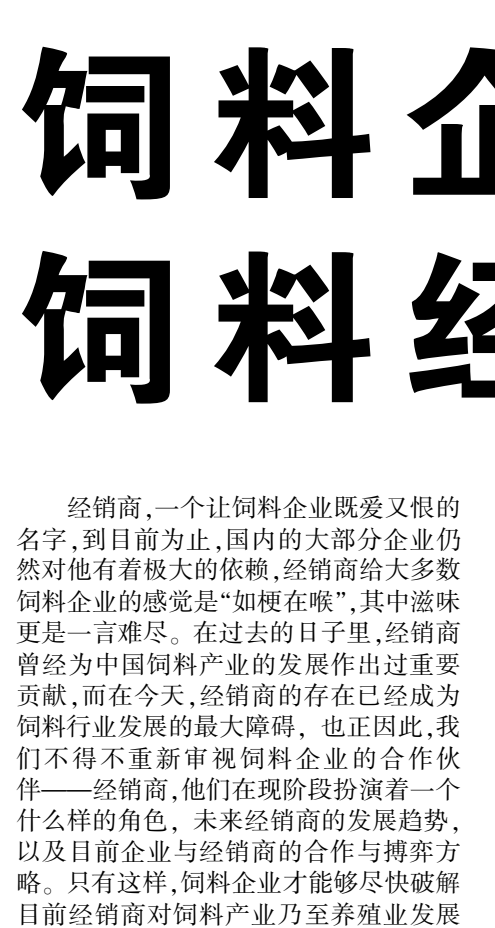 饲料企
饲料经
经销商,一个让饲料企业既爱又恨的
名字,到目前为止,国内的大部分企业仍
然对他有着极大的依赖,经销商给大多数
饲料企业的感觉是“如梗在喉”,其中滋味
更是一言难尽。在过去的日子里,经销商
曾经为中国饲料产业的发展作出过重要
贡献,而在今天,经销商的存在已经成为
饲料行业发展的最大障碍，也正因此,我
们不得不重新审视饲料企业的合作伙
伴——经销商,他们在现阶段扮演着一个
什么样的角色，未来经销商的发展趋势,
以及目前企业与经销商的合作与搏弈方
略。只有这样,饲料企业才能够尽快破解
目前经销商对饲料产业乃至养殖业发展